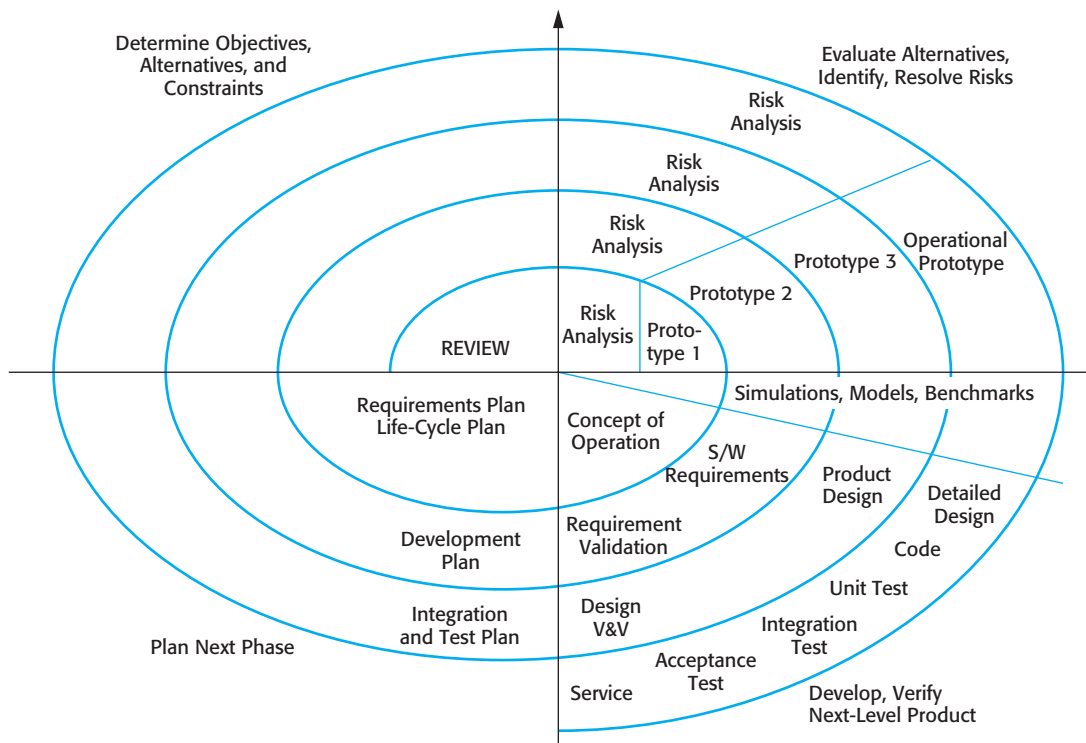 Determine Objectives,
Alternatives, and
Constraints
Evaluate Alternatives,
Identify, Resolve Risks
Risk
Analysis
Risk
Analysis
Risk
Analysis
Risk
Analysis
Proto-
type 1
Prototype 2
Prototype 3
Operational
Prototype
REVIEW
Requirements Plan
Life-Cycle Plan
Concept of
Operation
Simulations, Models, Benchmarks
S/W
Requirements
Product
Design
Detailed
Design
Development
Plan
Requirement
Validation
Code
Unit Test
Integration
and Test Plan
Design
V&V
Integration
Test
Acceptance
Test
Service
Plan Next Phase
Develop, Verify
Next-Level Product